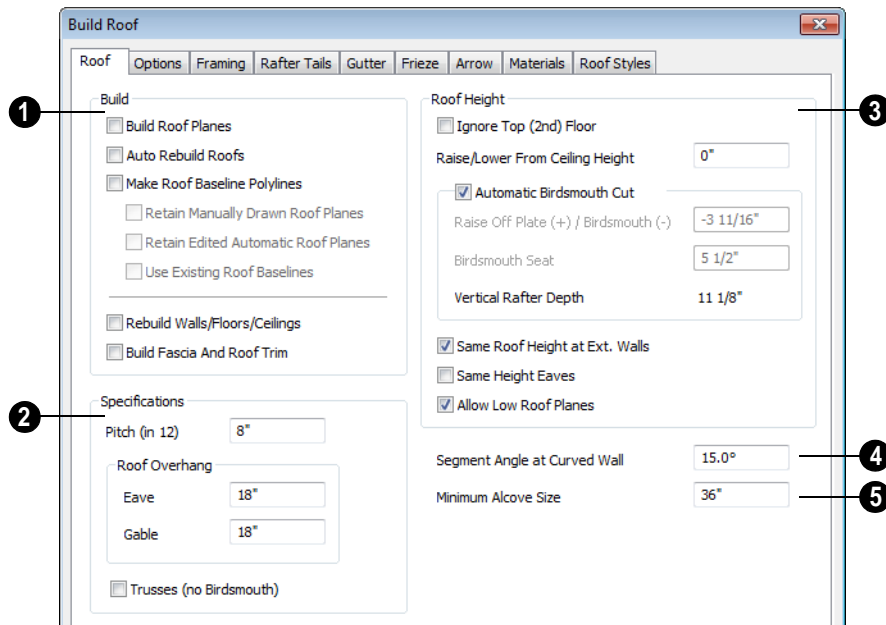 Build Roof
Roof Options Framing Rafter Tails Gutter Frieze Arrow Materials Roof Styles
1
Build
Build Roof Planes
Auto Rebuild Roofs
Make Roof Baseline Polylines
Retain Manually Drawn Roof Planes
Retain Edited Automatic Roof Planes
Use Existing Roof Baselines
Rebuild Walls/Floors/Ceilings
Build Fascia And Roof Trim
2
Specifications
Pitch (in 12) 8"
Roof Overhang
Eave 18"
Gable 18"
Trusses (no Birdsmouth)
3
Roof Height
Ignore Top (2nd) Floor
Raise/Lower From Ceiling Height 0"
Automatic Birdsmouth Cut
Raise Off Plate (+) / Birdsmouth (-) -3 11/16"
Birdsmouth Seat 5 1/2"
Vertical Rafter Depth 11 1/8"
Same Roof Height at Ext. Walls
Same Height Eaves
Allow Low Roof Planes
Segment Angle at Curved Wall 15.0° 4
Minimum Alcove Size 36" 5